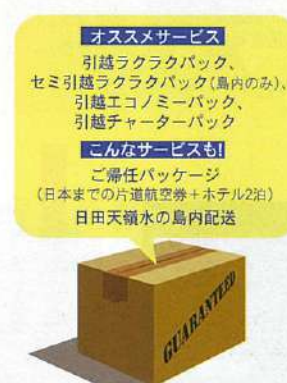 オススメサービス
引越ラクラクパック、
セミ引越ラクラクパック(島内のみ)、
引越エコノミーパック、
引越チャーターパック
こんなサービスも!
ご帰任パッケージ
(日本までの片道航空券＋ホテル2泊)
日田天嶺水の島内配送
GUARANTEED